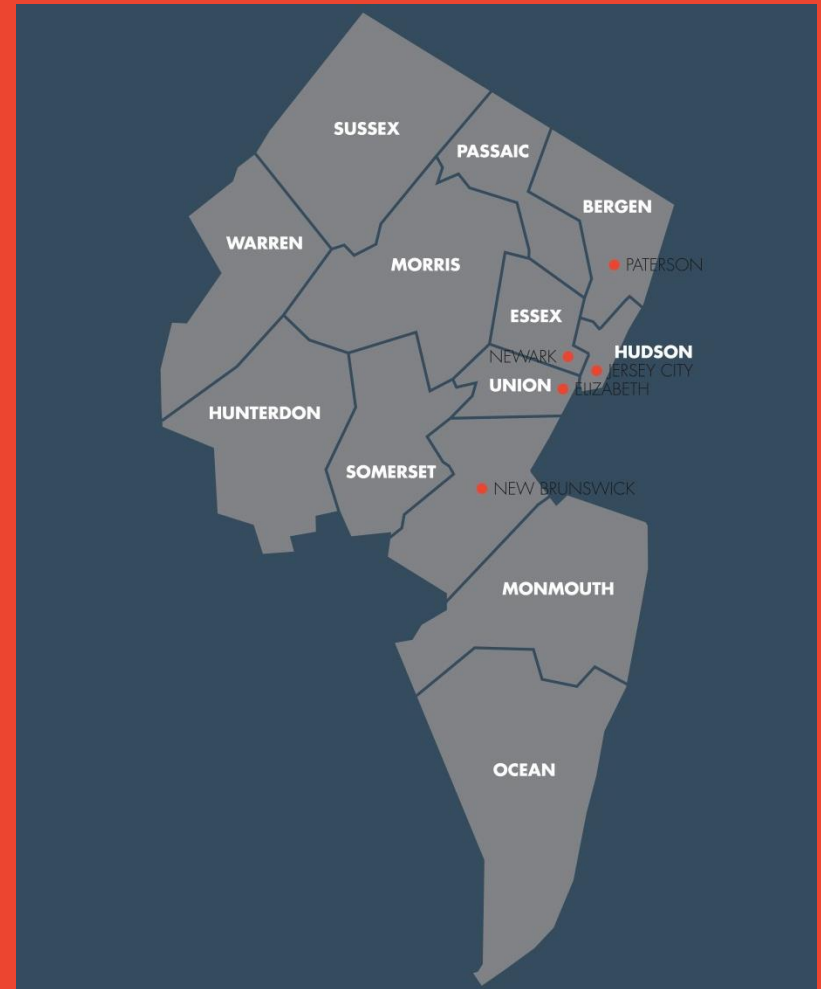 SUSSEX
PASSAIC
BERGEN
WARREN
MORRIS
PATERSON
ESSEX
HUDSON
NEWARK
JERSEY CITY
UNION
ELIZABETH
HUNTERDON
SOMERSET
NEW BRUNSWICK
MONMOUTH
OCEAN